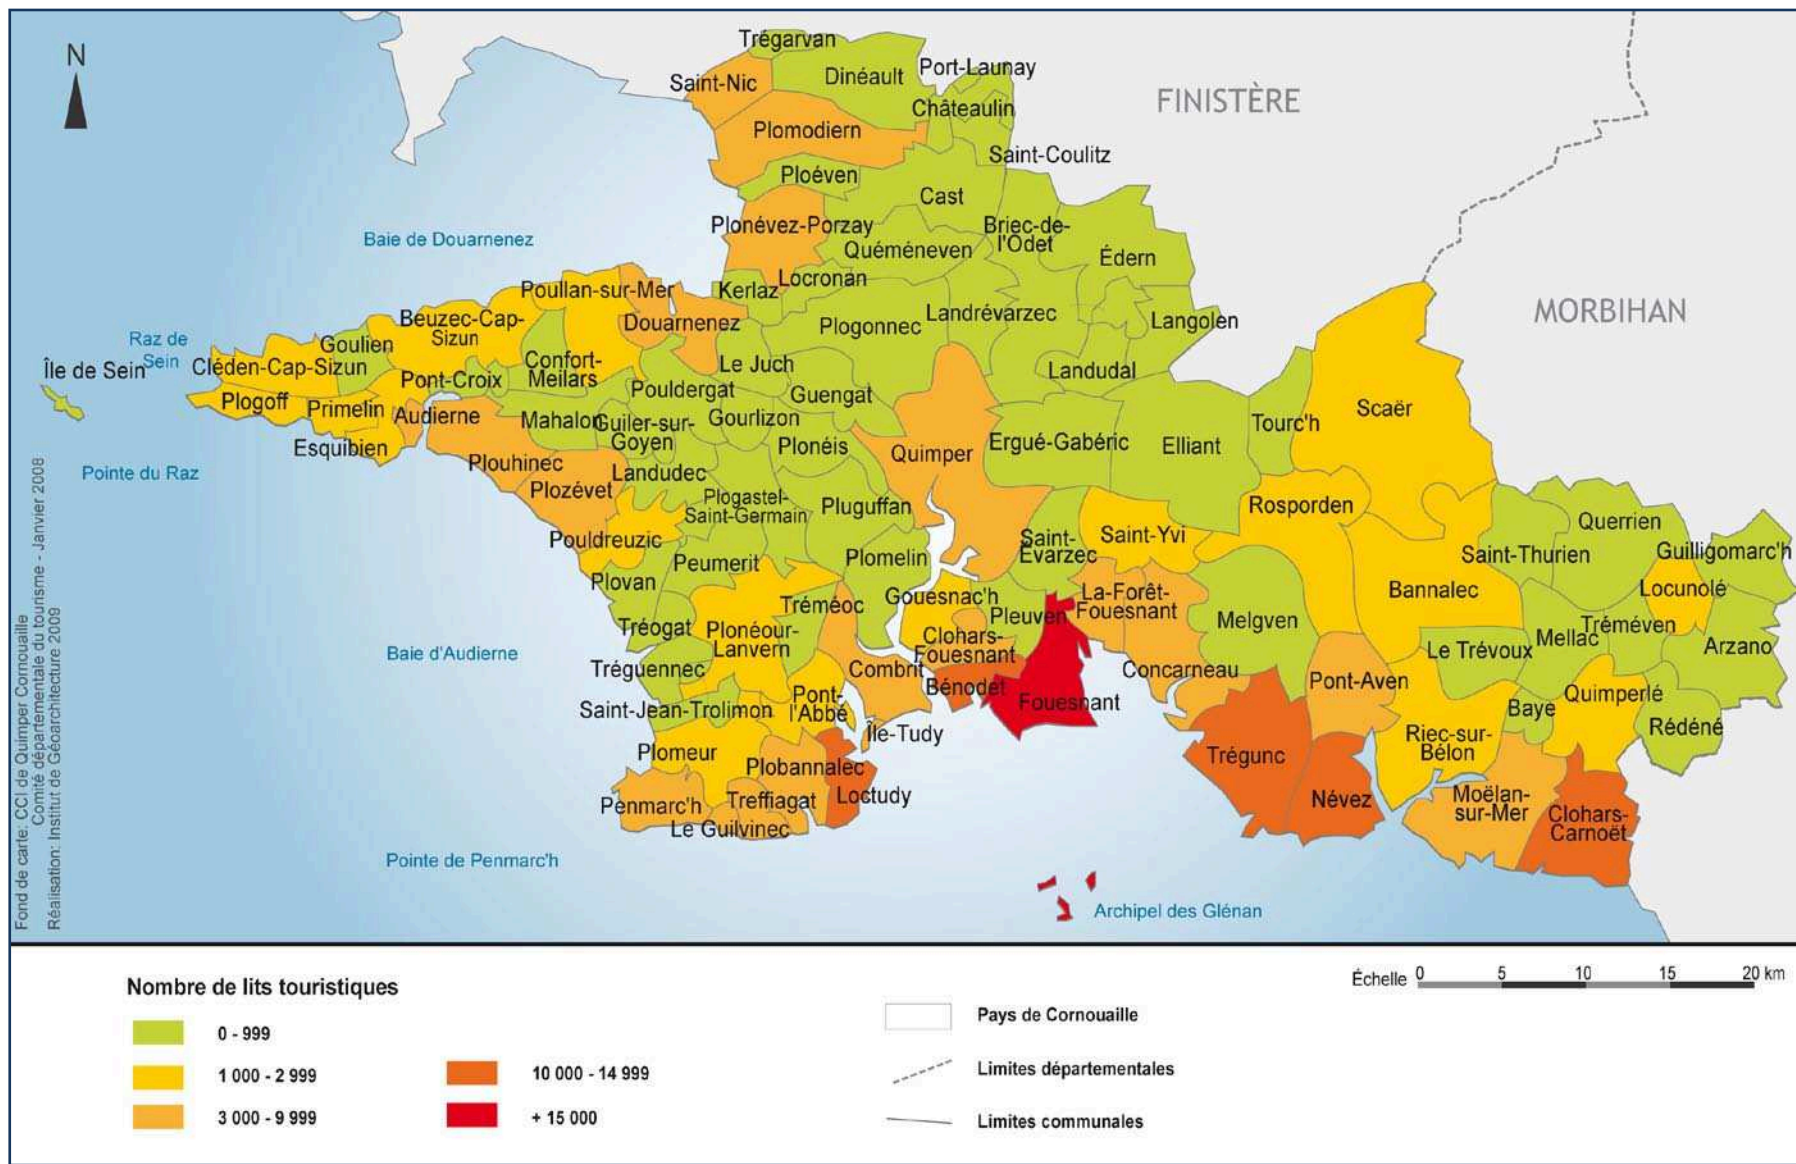 N
Trégarvan
Saint-Nic
Dinéault
Port-Launay
Châteaulin
FINISTÈRE
Plomodiern
Saint-Coulitz
Ploéven
Cast
Plonévez-Porzay
Briec-de-
l'Odet
Baie de Douarnenez
Quéménéven
Édern
Locronan
Kerlaz
Poullan-sur-Mer
MORBIHAN
Beuzec-Cap-
Sizun
Douarnenez
Plogonnec
Landrévarzec
Langolen
Raz de
Sein
Goulien
Île de Sein
Cléden-Cap-Sizun
Confort-
Meilars
Le Juch
Landudal
Pont-Croix
Pouldergat
Guengat
Plogoff
Primelin
Audierne
Mahalon
Guiler-sur-
Goyen
Gourlizon
Scaër
Tourc'h
Esquibien
Plonéis
Quimper
Ergué-Gabéric
Elliant
Plouhinec
Pointe du Raz
Landudec
Plozévet
Plogastel-
Saint-Germain
Pluguffan
Rosporden
Querrien
Pouldreuzic
Saint-
Évarzec
Saint-Yvi
Saint-Thurien
Guilligomarc'h
Peumerit
Plomelin
Plovan
Gouesnac'h
La-Forêt-
Fouesnant
Bannalec
Locunolé
Tréméoc
Pleuven
Melgven
Tréogat
Plonéour-
Lanvern
Clohars-
Fouesnant
Mellac
Tréméven
Le Trévoux
Arzano
Baie d'Audierne
Tréguennec
Combrit
Concarneau
Bénodet
Pont-Aven
Pont-
l'Abbé
Fouesnant
Quimperlé
Saint-Jean-Trolimon
Baye
Rédéné
Île-Tudy
Riec-sur-
Bélon
Plomeur
Trégunc
Plobannalec
Loctudy
Penmarc'h
Treffiagat
Névez
Moëlan-
sur-Mer
Clohars-
Carnoët
Le Guilvinec
Pointe de Penmarc'h
Archipel des Glénan
Fond de carte: CCI de Quimper Cornouaille
Comité départementale du tourisme - Janvier 2008
Réalisation: Institut de Géoarchitecture 2009
Échelle 0 5 10 15 20 km
Nombre de lits touristiques
0 - 999
1 000 - 2 999
3 000 - 9 999
10 000 - 14 999
+ 15 000
Pays de Cornouaille
Limites départementales
Limites communales